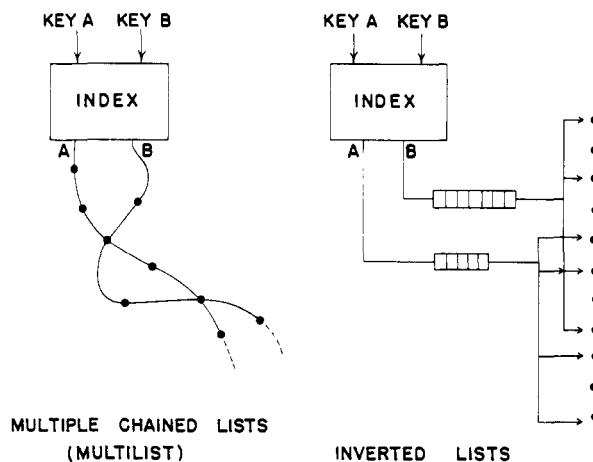 KEY A KEY B
INDEX
A B
MULTIPLE CHAINED LISTS
(MULTILIST)
KEY A KEY B
INDEX
A B
INVERTED LISTS